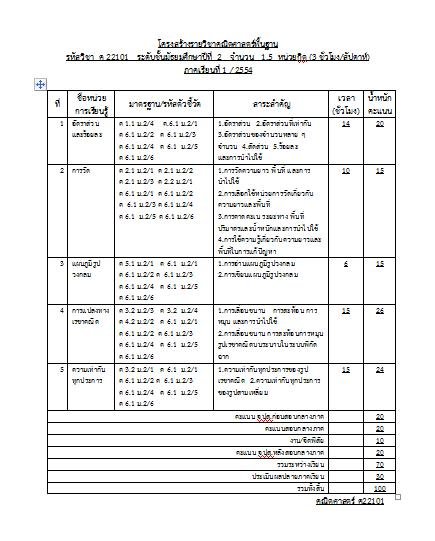 โครงสร้างรายวิชาคณิตศาสตร์พื้นฐาน
รหัสวิชา ค 22101 ระดับชั้นมัธยมศึกษาปีที่ 2 จำนวน 1.5 หน่วยกิต (3 ชั่วโมง/สัปดาห์)
ภาคเรียนที่ 1 / 2554
ที่ ชื่อหน่วยการเรียนรู้ มาตรฐาน/รหัสตัวชี้วัด สาระสำคัญ เวลา (ชั่วโมง) น้ำหนักคะแนน
1 อัตราส่วน ค 1.1 ม.2/4 ค.6.1 ม.2/1 1.อัตราส่วน 2.อัตราส่วนที่เท่ากัน 14 20
และร้อยละ ค 6.1 ม.2/2 ค 6.1 ม.2/3 3.อัตราส่วนของจำนวนหลาย ๆ
ค 6.1 ม.2/4 ค 6.1 ม.2/5 จำนวน 4.สัดส่วน 5.ร้อยละ
ค 6.1 ม.2/6 และการนำไปใช้
2 การวัด ค 2.1 ม.2/1 ค 2.1 ม.2/2 1.การวัดความยาว พื้นที่ และการ 10 15
ค 2.1 ม.2/3 ค 2.2 ม.2/1 นำไปใช้
ค 6.1 ม.2/1 ค 6.1 ม.2/2 2.การเลือกใช้หน่วยการวัดเกี่ยวกับ
ค 6.1 ม.2/3 ค 6.1 ม.2/4 ความยาวและพื้นที่
ค 6.1 ม.2/5 ค 6.1 ม.2/6 3.การคาดคะเน ระยะทาง พื้นที่
ปริมาตรและน้ำหนักและการนำไปใช้
4.การใช้ความรู้เกี่ยวกับความยาวและ
พื้นที่ในการแก้ปัญหา
3 แผนภูมิรูป ค 5.1 ม.2/1 ค 6.1 ม.2/1 1.การอ่านแผนภูมิรูปวงกลม 6 15
วงกลม ค 6.1 ม.2/2 ค 6.1 ม.2/3 2.การเขียนแผนภูมิรูปวงกลม
ค 6.1 ม.2/4 ค 6.1 ม.2/5
ค 6.1 ม.2/6
4 การแปลงทาง ค 3.2 ม.2/3 ค 3.2 ม.2/4 1.การเลื่อนขนาน การสะท้อน การ 15 26
เรขาคณิต ค 4.2 ม.2/2 ค 6.1 ม.2/1 หมุน และการนำไปใช้
ค 6.1 ม.2/2 ค 6.1 ม.2/3 2.การเลื่อนขนาน การสะท้อนการหมุน
ค 6.1 ม.2/4 ค 6.1 ม.2/5 รูปเรขาคณิตบนระนาบในระบบพิกัด
ค 6.1 ม.2/6 ฉาก
5 ความเท่ากัน ค 3.2 ม.2/1 ค 6.1 ม.2/1 1.ความเท่ากันทุกประการของรูป 15 24
ทุกประการ ค 6.1 ม.2/2 ค 6.1 ม.2/3 เรขาคณิต 2.ความเท่ากันทุกประการ
ค 6.1 ม.2/4 ค 6.1 ม.2/5 ของรูปสามเหลี่ยม
ค 6.1 ม.2/6
คะแนน จ.ปส.ก่อนสอบกลางภาค 20
คะแนนสอบกลางภาค 20
งาน/จิตพิสัย 10
คะแนน จ.ปส.หลังสอบกลางภาค 20
รวมระหว่างเรียน 70
ประเมินผลปลายภาคเรียน 30
รวมทั้งสิ้น 100
คณิตศาสตร์ ค22101